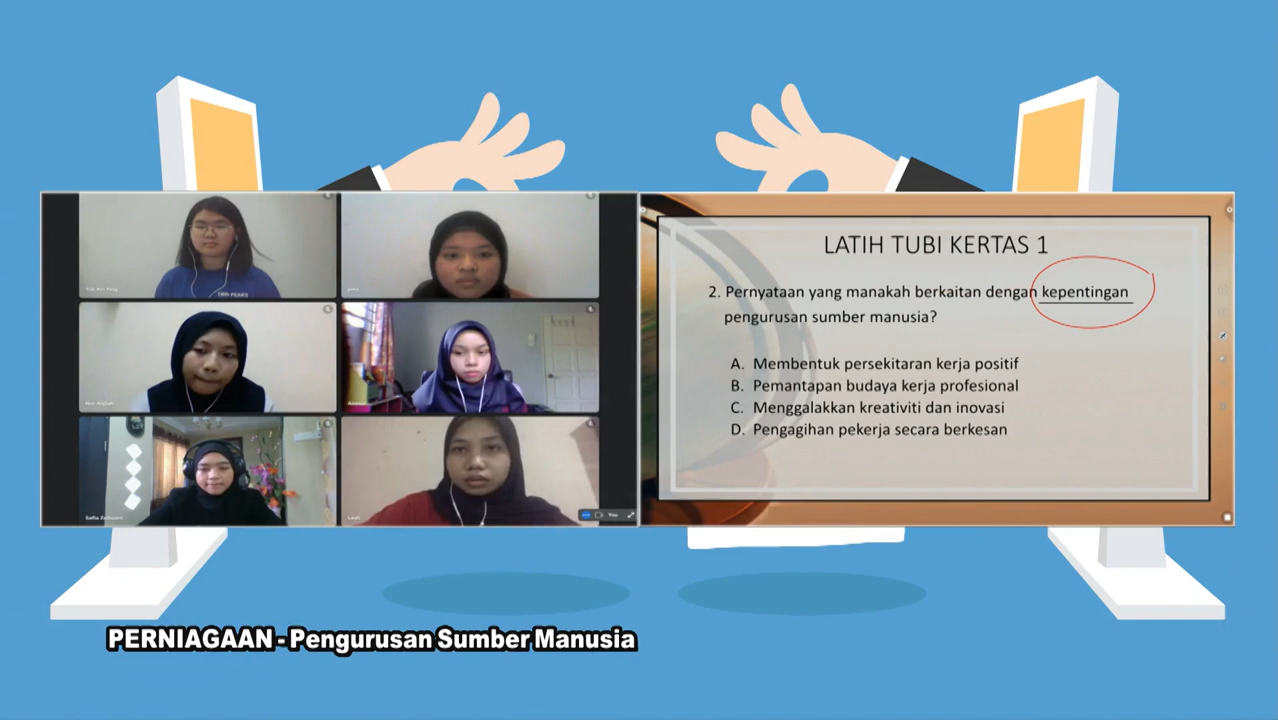 LATIH TUBI KERTAS 1
2. Pernyataan yang manakah berkaitan dengan kepentingan
pengurusan sumber manusia?
A. Membentuk persekitaran kerja positif
B. Pemantapan budaya kerja profesional
C. Menggalakkan kreativiti dan inovasi
D. Pengagihan pekerja secara berkesan
You
PERNIAGAAN - Pengurusan Sumber Manusia